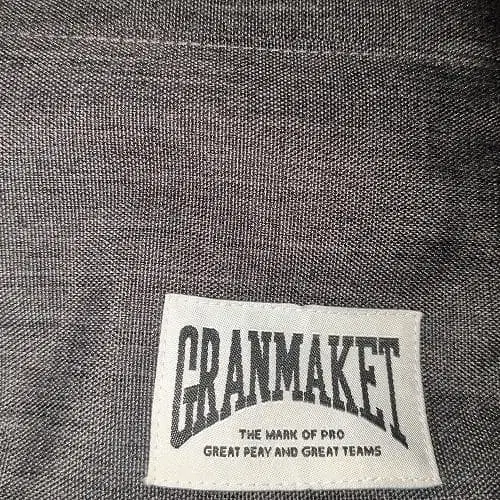 GRANMAKET
THE MARK OF PRO
GREAT PEAY AND GREAT TEAMS